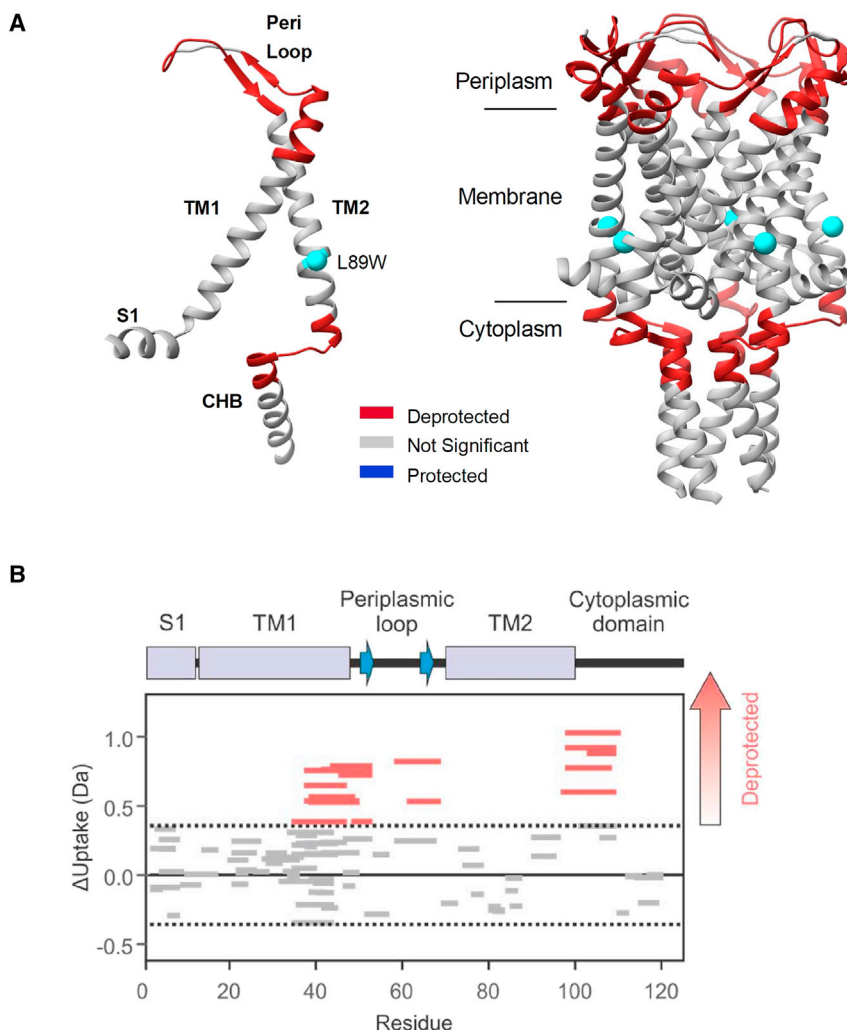 A
Peri
Loop
TM1
TM2
L89W
S1
CHB
Periplasm
Membrane
Cytoplasm
Deprotected
Not Significant
Protected
B
S1
TM1
Periplasmic
loop
TM2
Cytoplasmic
domain
ΔUptake (Da)
1.0
0.5
0.0
-0.5
0
20
40
60
80
100
120
Residue
Deprotected